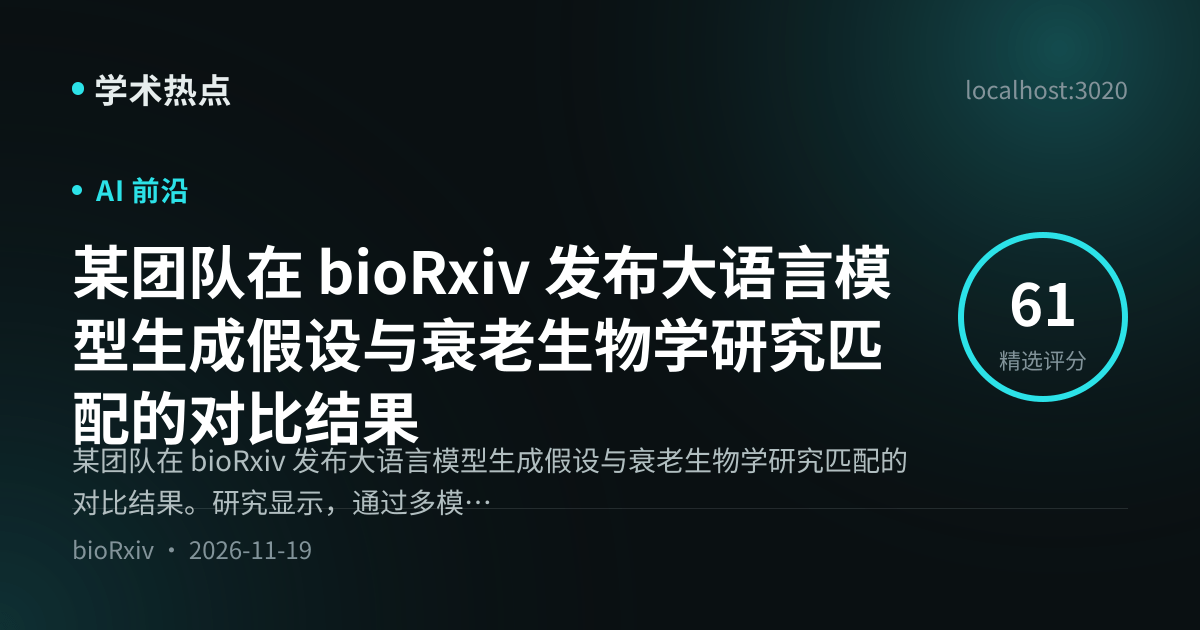 学术热点
localhost:3020
AI 前沿
某团队在 bioRxiv 发布大语言模
型生成假设与衰老生物学研究匹
配的对比结果
61
精选评分
某团队在 bioRxiv 发布大语言模型生成假设与衰老生物学研究匹配的
对比结果。研究显示，通过多模…
bioRxiv · 2026-11-19